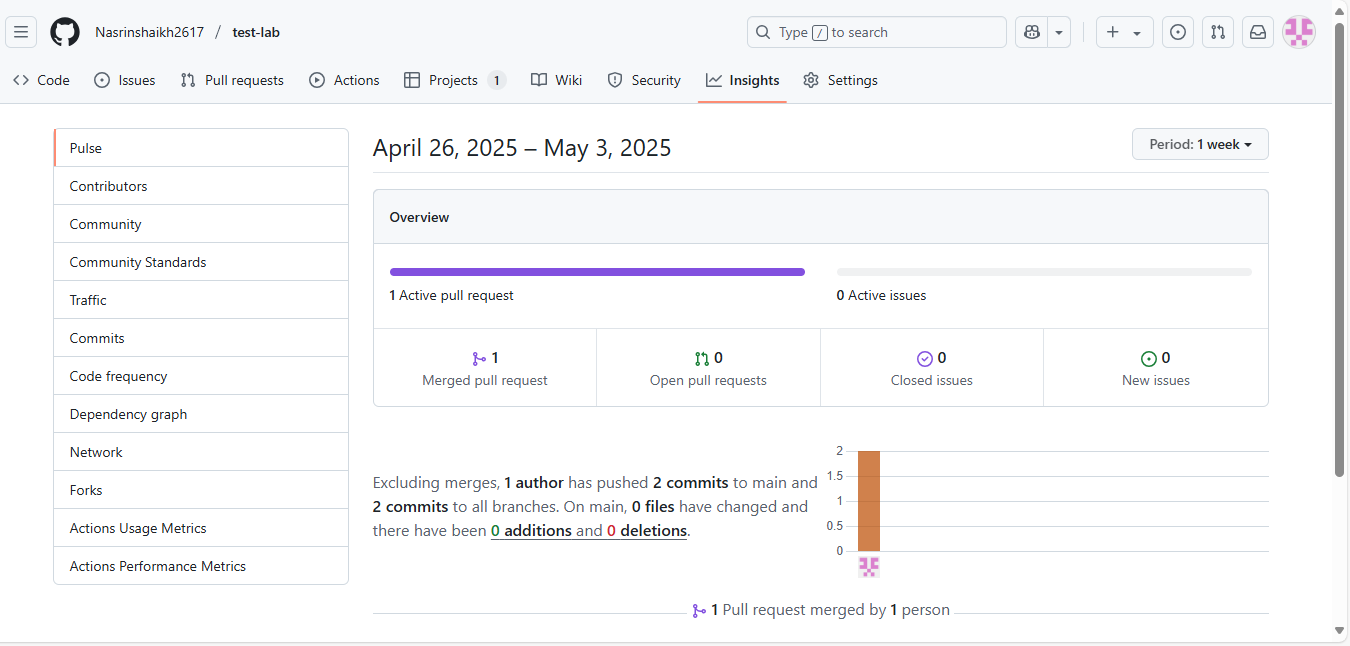 Nasrinshaikh2617 / test-lab
Type / to search
Code Issues Pull requests Actions Projects 1 Wiki Security Insights Settings
Pulse
Contributors
Community
Community Standards
Traffic
Commits
Code frequency
Dependency graph
Network
Forks
Actions Usage Metrics
Actions Performance Metrics
April 26, 2025 – May 3, 2025
Period: 1 week
Overview
1 Active pull request
0 Active issues
1
Merged pull request
0
Open pull requests
0
Closed issues
0
New issues
Excluding merges, 1 author has pushed 2 commits to main and
2 commits to all branches. On main, 0 files have changed and
there have been 0 additions and 0 deletions.
2
1.5
1
0.5
0
1 Pull request merged by 1 person